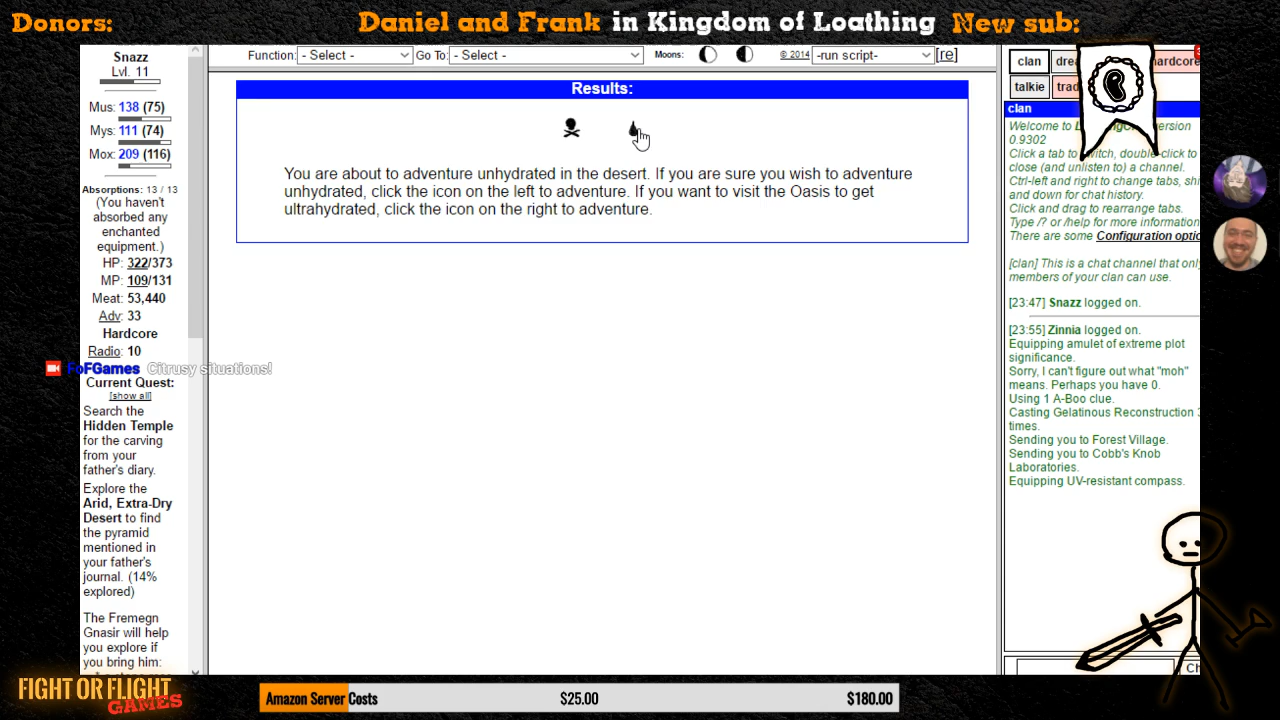 Donors:
Daniel and Frank in Kingdom of Loathing
New sub:
Snazz
Lvl. 11
Mus: 138 (75)
Mys: 111 (74)
Mox: 209 (116)
Absorptions: 13 / 13
(You haven't
absorbed any
enchanted
equipment.)
HP: 322/373
MP: 109/131
Meat: 53,440
Adv: 33
Hardcore
Radio: 10
FoFGames Citrusy situations!
Current Quest:
[show all]
Search the
Hidden Temple
for the carving
from your
father's diary.
Explore the
Arid, Extra-Dry
Desert to find
the pyramid
mentioned in
your father's
journal. (14%
explored)
The Fremegn
Gnasir will help
you explore if
you bring him:
Function: - Select - Go To: - Select - Moons: © 2014 -run script- [re]
Results:
You are about to adventure unhydrated in the desert. If you are sure you wish to adventure
unhydrated, click the icon on the left to adventure. If you want to visit the Oasis to get
ultrahydrated, click the icon on the right to adventure.
clan
hardcore
talkie
clan
Welcome to version
0.9302
Click a tab to switch, double-click to
close (and unlisten to) a channel.
Ctrl-left and right to change tabs,
and down for chat history.
Click and drag to rearrange tabs.
Type /? or /help for more information
There are some Configuration
[clan] This is a chat channel that
members of your clan can use.
[23:47] Snazz logged on.
[23:55] Zinnia logged on.
Equipping amulet of extreme plot
significance.
Sorry, I can't figure out what "moh"
means. Perhaps you have 0.
Using 1 A-Boo clue.
Casting Gelatinous Reconstruction
times.
Sending you to Forest Village.
Sending you to Cobb's Knob
Laboratories.
Equipping UV-resistant compass.
FIGHT OR FLIGHT
GAMES
Amazon Server Costs $25.00 $180.00